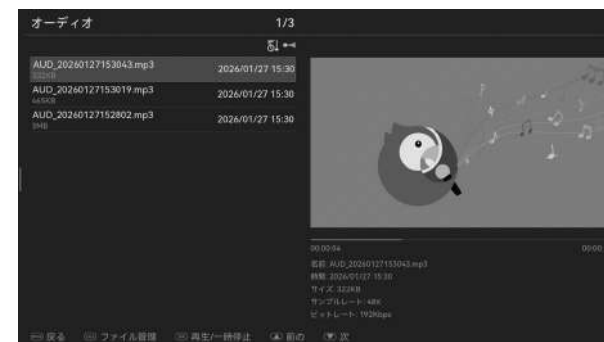 オーディオ
1/3
AUD_20260127153043.mp3
2026/01/27 15:30
322KB
AUD_20260127153019.mp3
2026/01/27 15:30
465KB
AUD_20260127152802.mp3
2026/01/27 15:30
3MB
00:00:04
00:00
名前: AUD_20260127153043.mp3
時間: 2026/01/27 15:30
サイズ: 322KB
サンプルレート: 48K
ビットレート: 192Kbps
戻る ファイル管理 再生/一時停止 前の 次